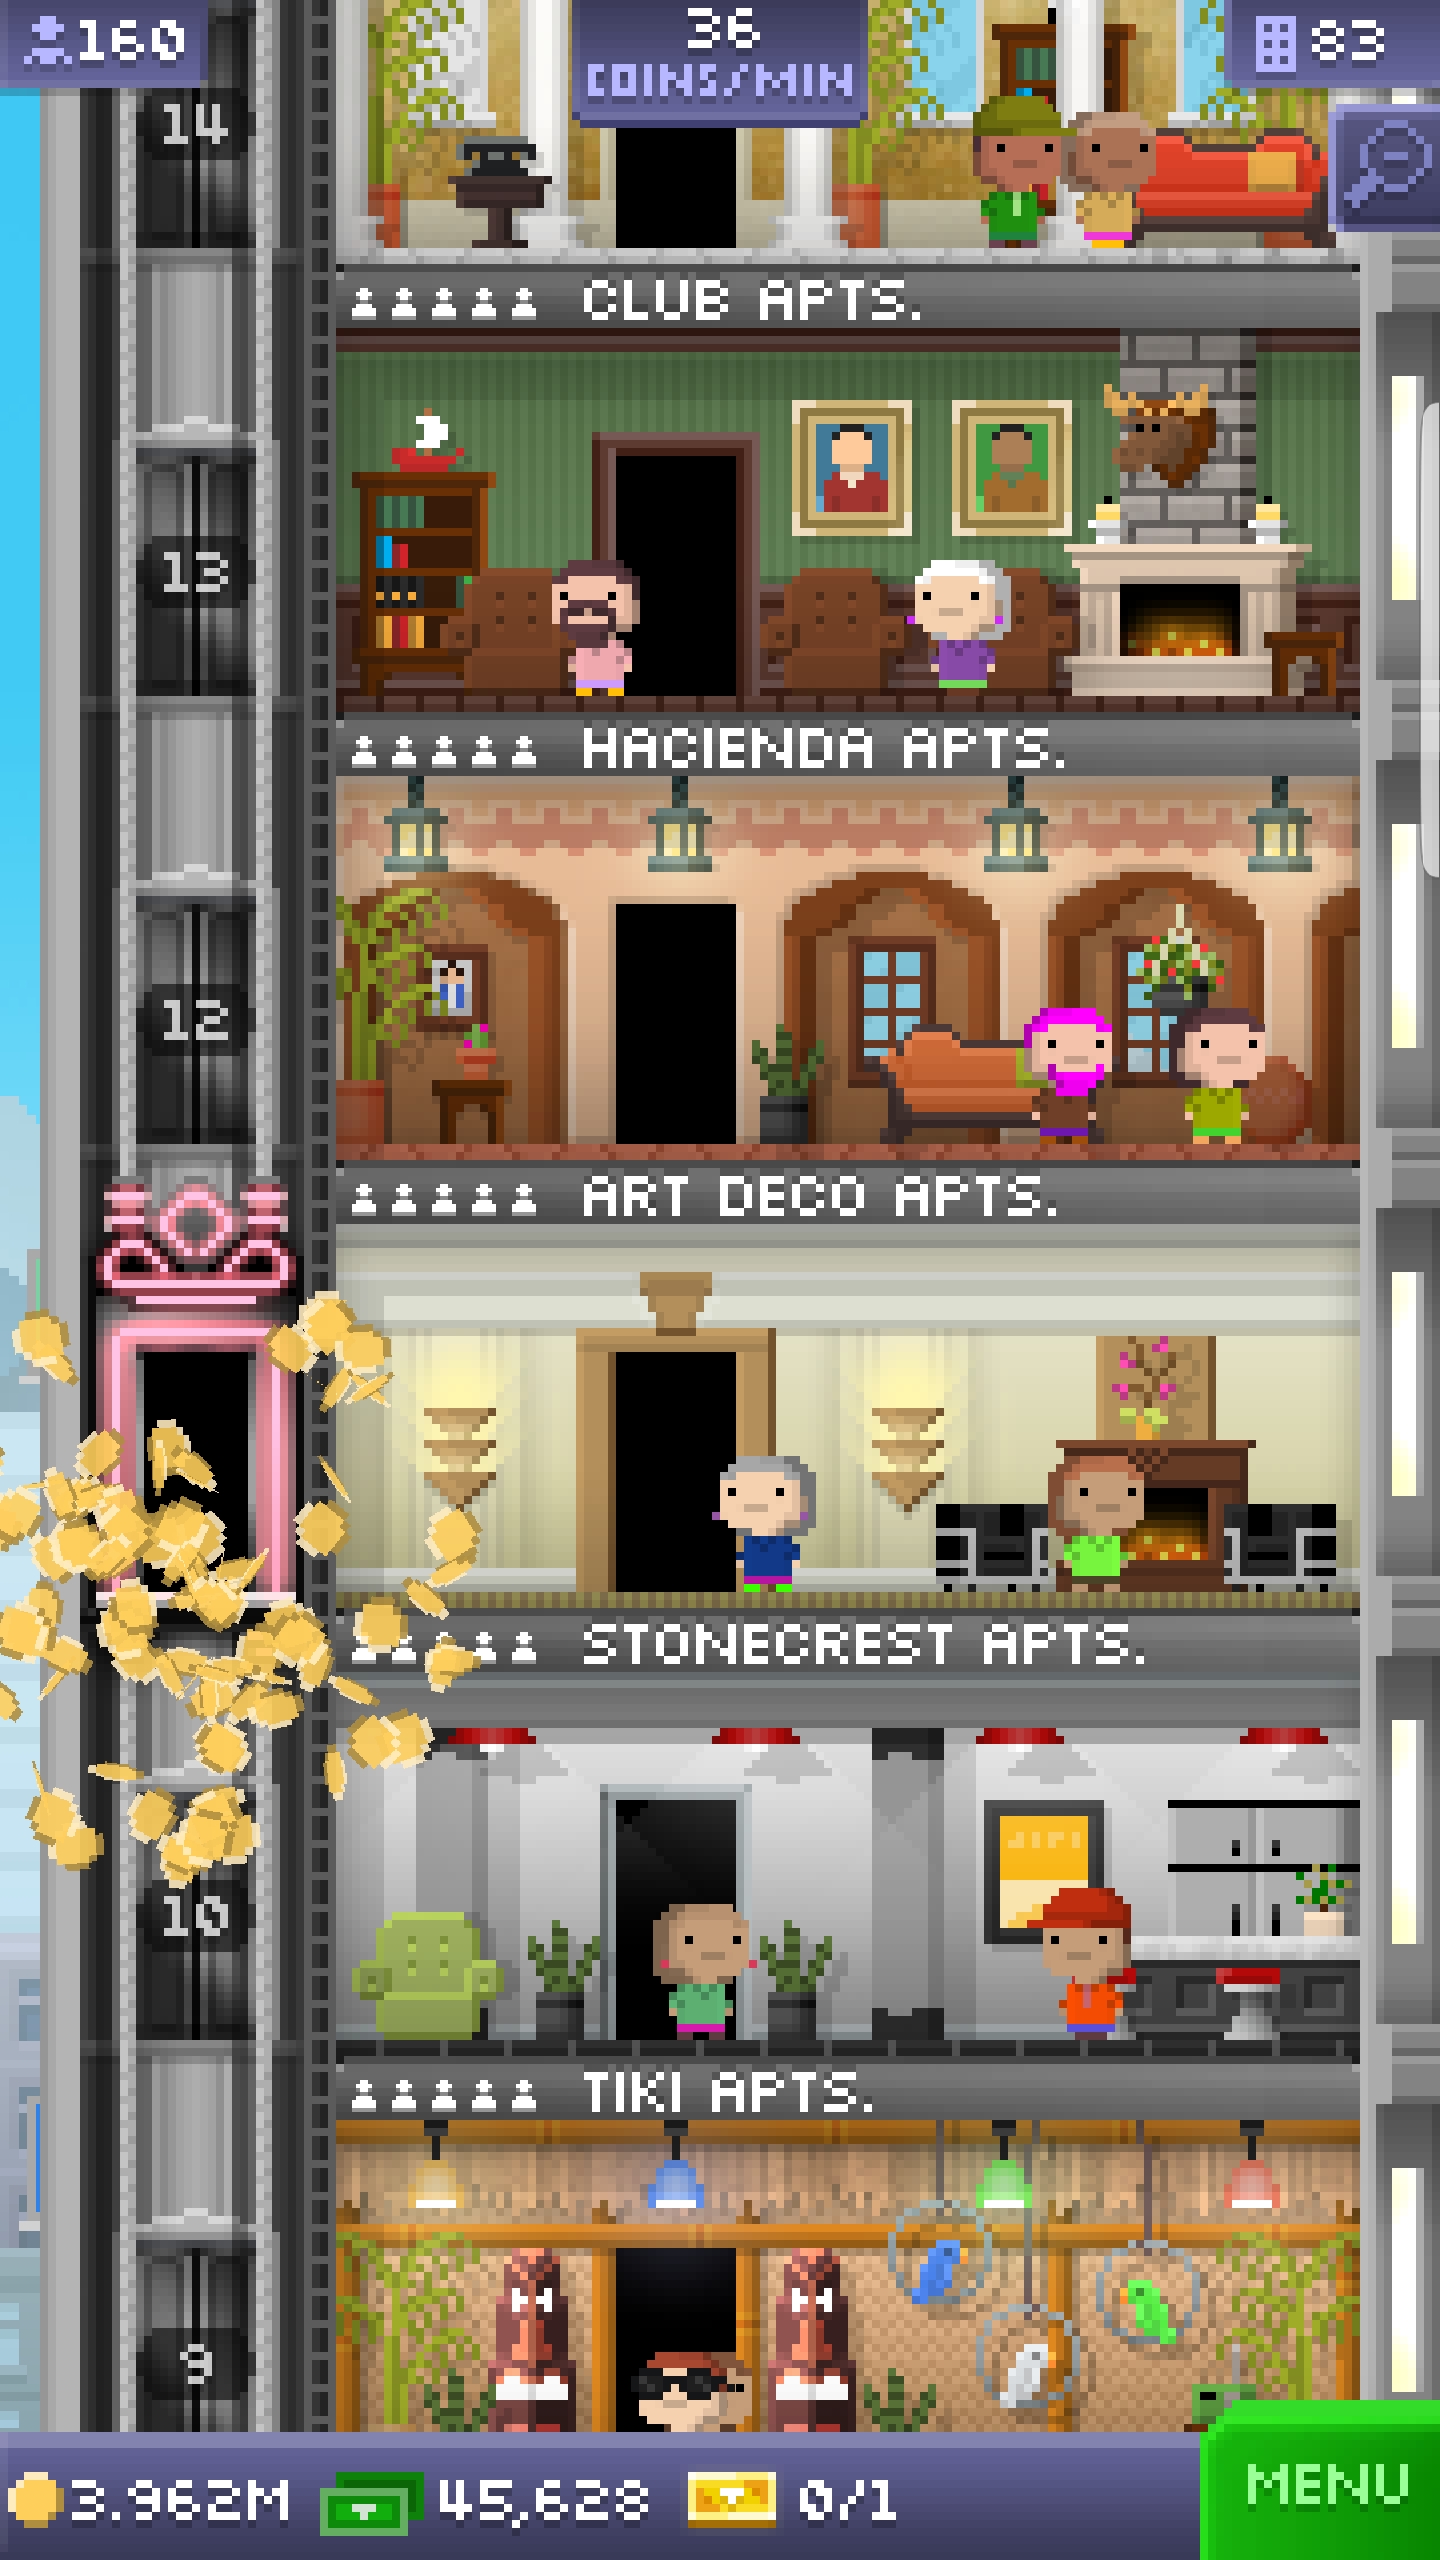 160
36
COINS/MIN
83
14
CLUB APTS.
13
HACIENDA APTS.
12
ART DECO APTS.
STONECREST APTS.
10
TIKI APTS.
9
3.962M
45,628
0/1
MENU